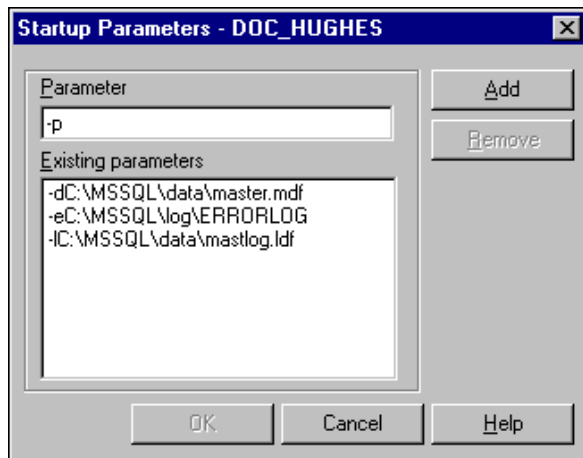 Startup Parameters - DOC_HUGHES
Parameter
-p
Add
Remove
Existing parameters
-dC:\MSSQL\data\master.mdf
-eC:\MSSQL\log\ERRORLOG
-lC:\MSSQL\data\mastlog.ldf
OK
Cancel
Help